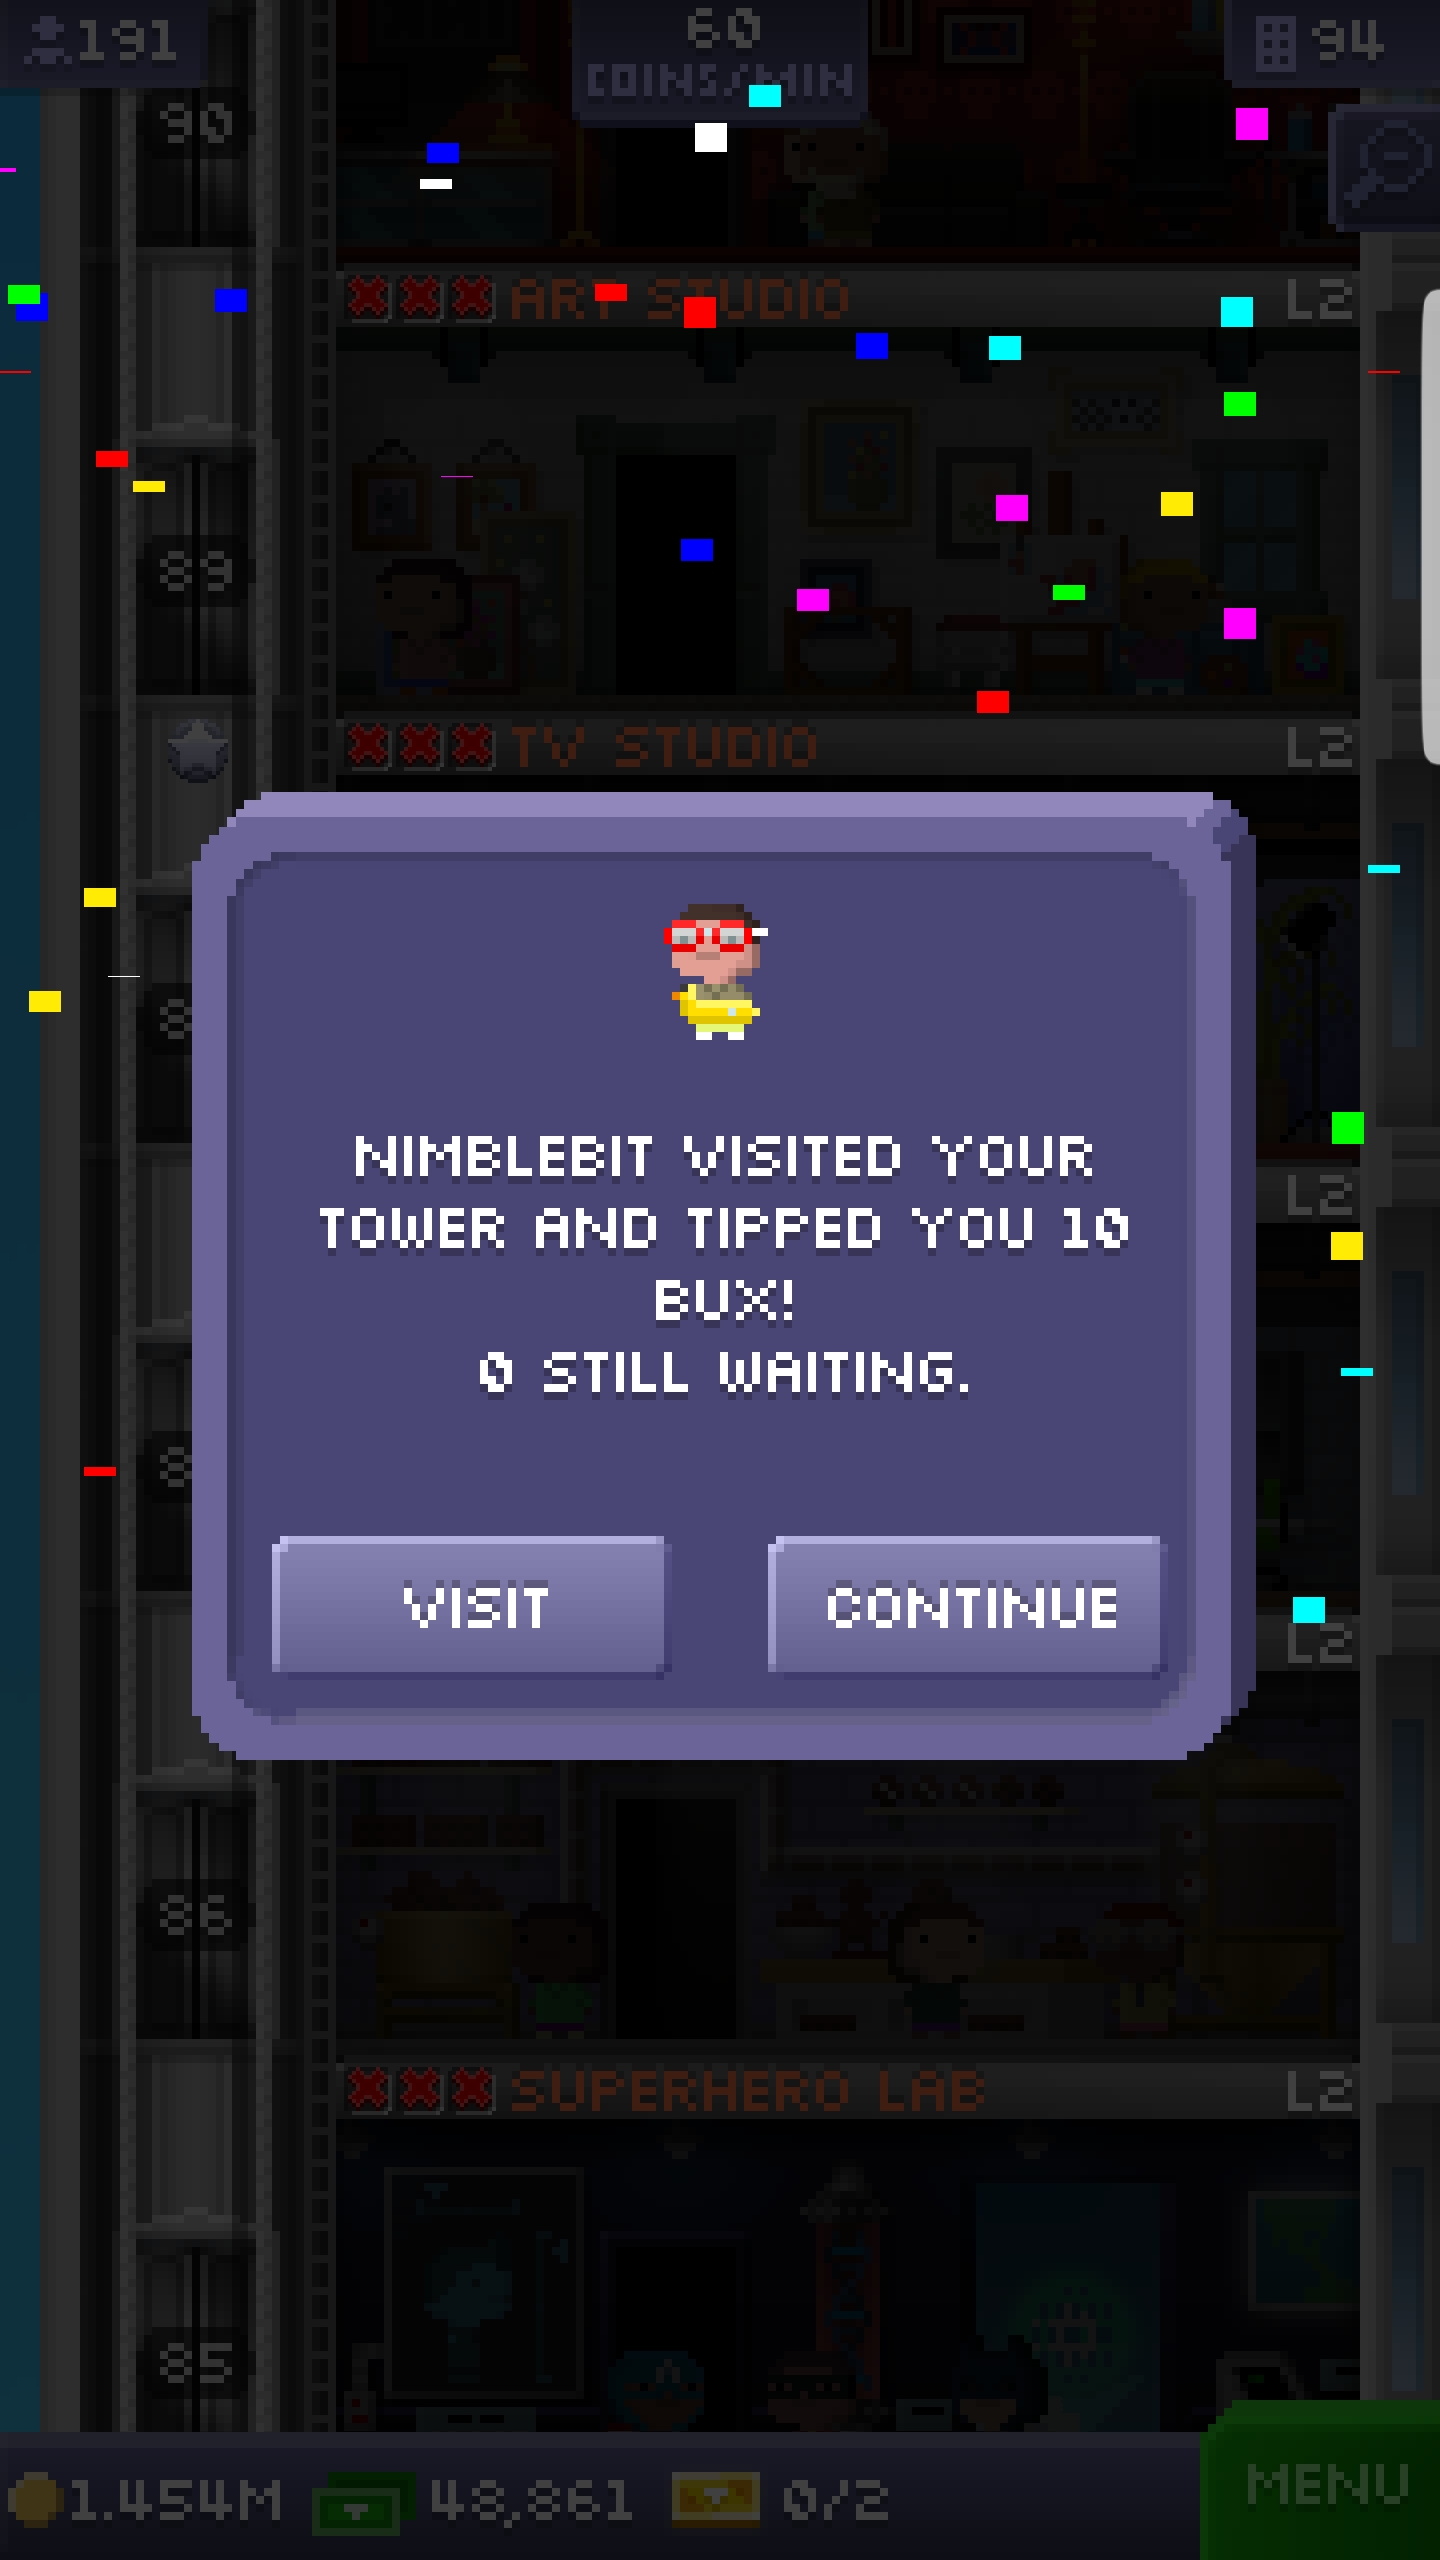 191
60
COINS/MIN
94
90
ART STUDIO L2
89
TV STUDIO L2
NIMBLEBIT VISITED YOUR
TOWER AND TIPPED YOU 10
BUX!
0 STILL WAITING.
L2
VISIT CONTINUE
L2
86
SUPERHERO LAB L2
85
1.454M 48,861 0/2 MENU